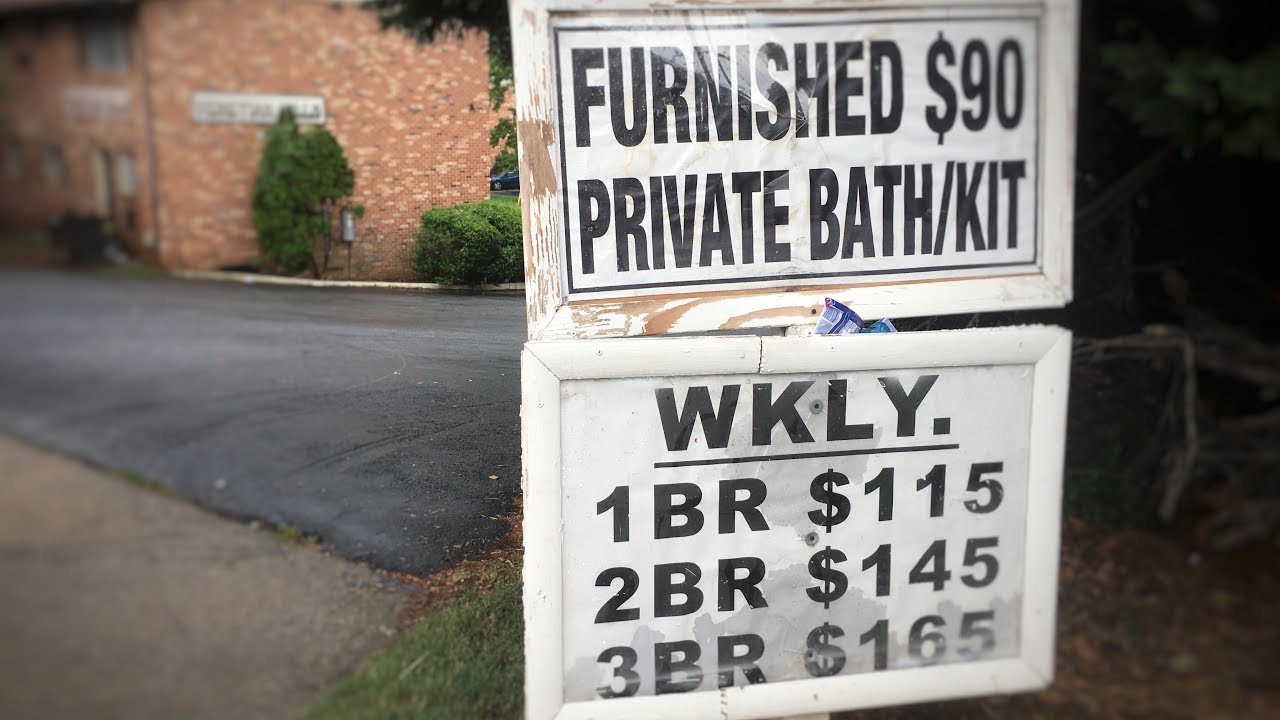 FURNISHED $90
PRIVATE BATH/KIT
WKLY.
1BR $115
2BR $145
3BR $165